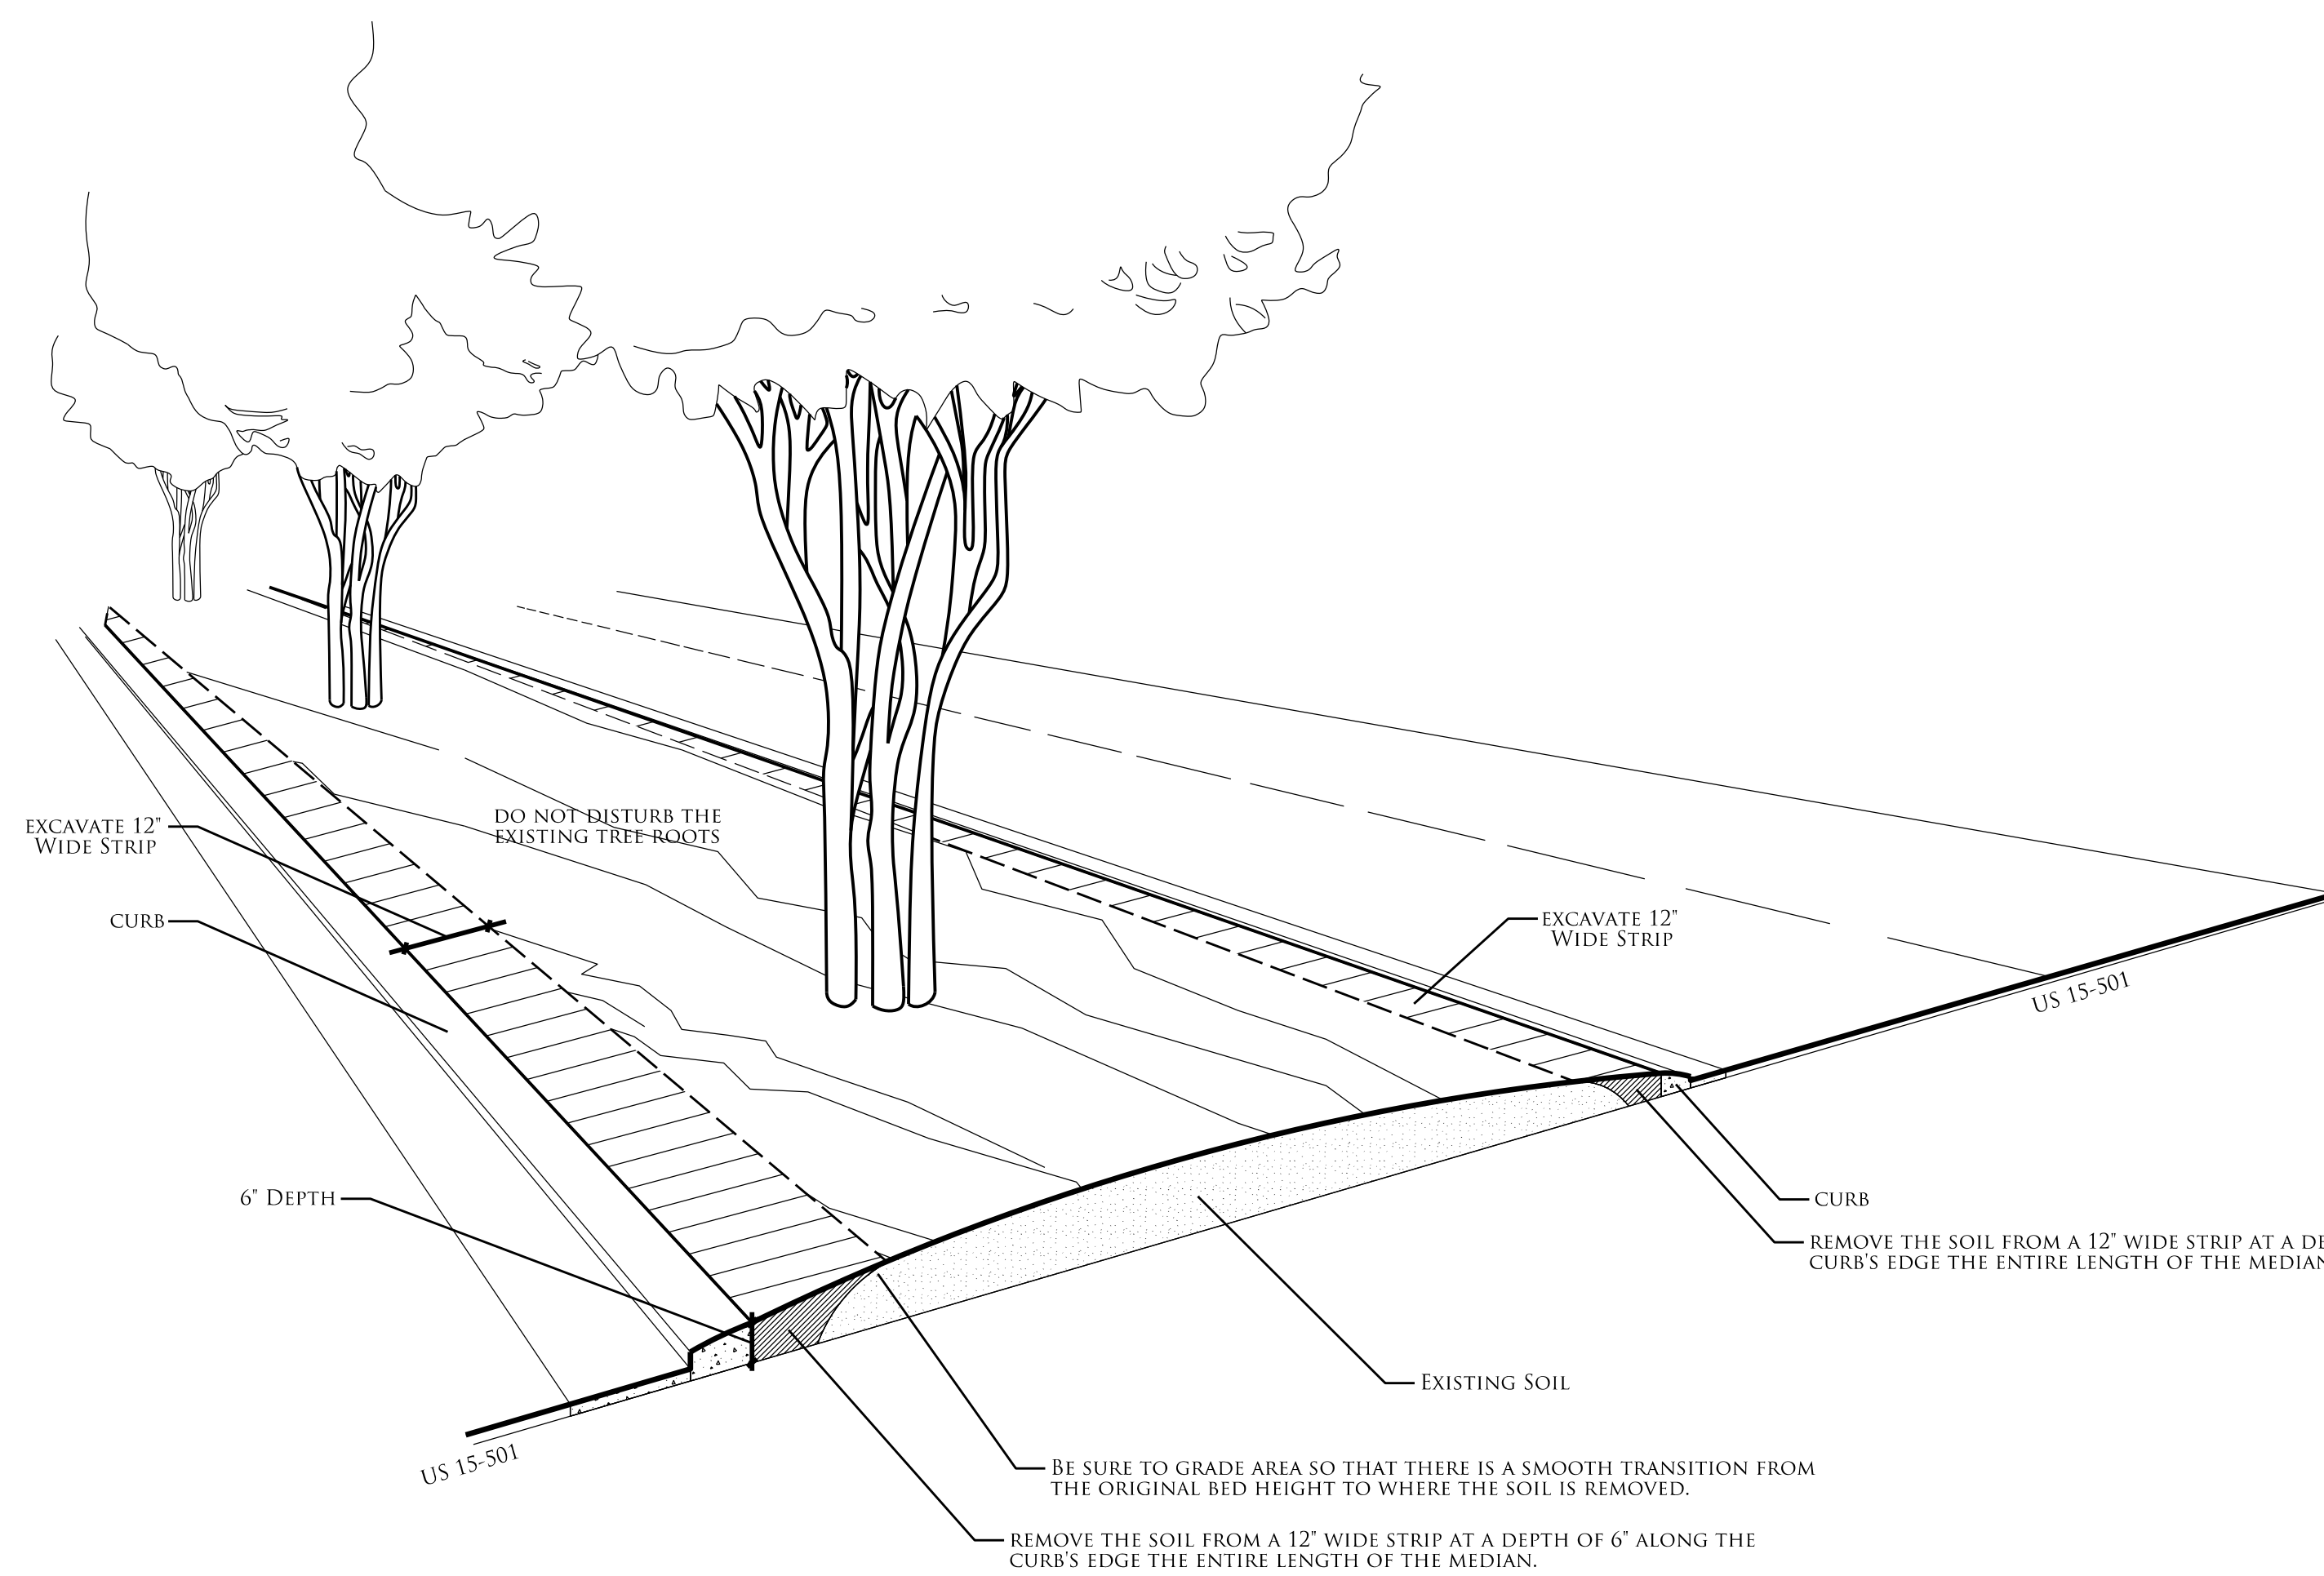 DO NOT DISTURB THE
EXISTING TREE ROOTS
EXCAVATE 12"
WIDE STRIP
CURB
EXCAVATE 12"
WIDE STRIP
US 15-501
6" DEPTH
CURB
REMOVE THE SOIL FROM A 12" WIDE STRIP AT A
CURB'S EDGE THE ENTIRE LENGTH OF THE
EXISTING SOIL
US 15-501
BE SURE TO GRADE AREA SO THAT THERE IS A SMOOTH TRANSITION FROM
THE ORIGINAL BED HEIGHT TO WHERE THE SOIL IS REMOVED.
REMOVE THE SOIL FROM A 12" WIDE STRIP AT A DEPTH OF 6" ALONG THE
CURB'S EDGE THE ENTIRE LENGTH OF THE MEDIAN.